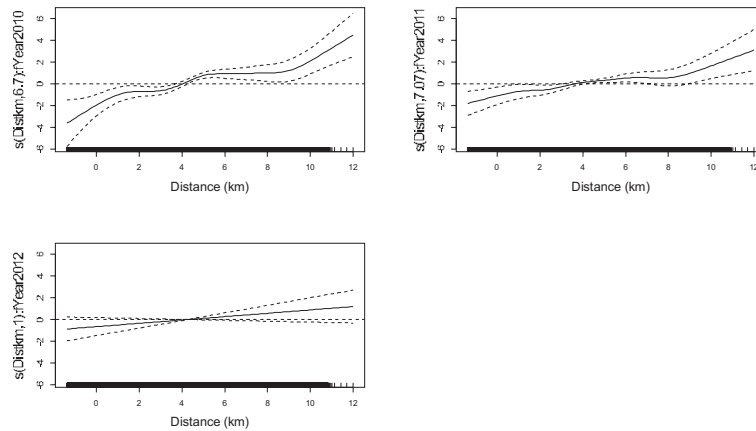 s(Distkm,6.7):fYear2010
6
4
2
0
-2
-4
-6
0 2 4 6 8 10 12
Distance (km)
s(Distkm,7.07):fYear2011
6
4
2
0
-2
-4
-6
0 2 4 6 8 10 12
Distance (km)
s(Distkm,1):fYear2012
6
4
2
0
-2
-4
-6
0 2 4 6 8 10 12
Distance (km)